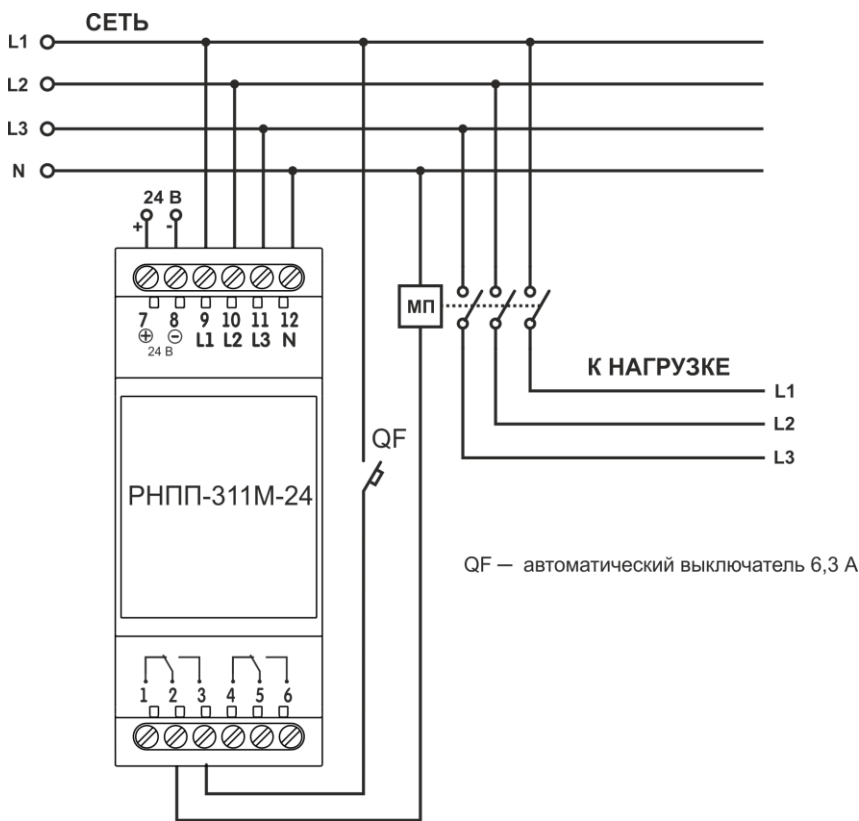 СЕТЬ
L1
L2
L3
N
24 В
+ -
7 8 9 10 11 12
L1 L2 L3 N
24 В
МП
К НАГРУЗКЕ
L1
L2
L3
QF
РНПП-311М-24
QF — автоматический выключатель 6,3 А
1 2 3 4 5 6